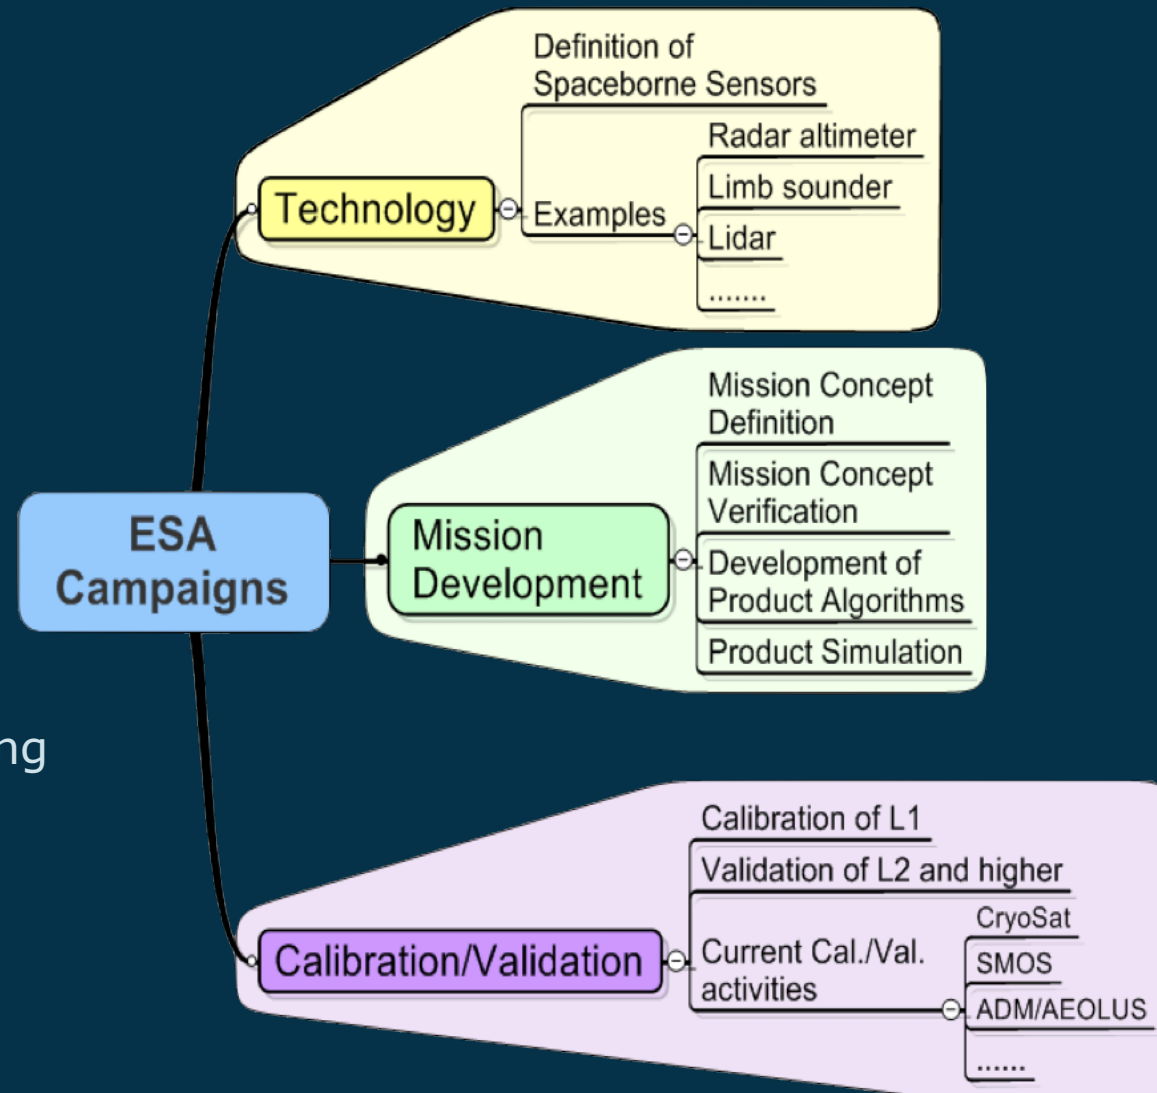 Definition of
Spaceborne Sensors
Technology
Examples
Radar altimeter
Limb sounder
Lidar
.......
ESA
Campaigns
Mission
Development
Mission Concept
Definition
Mission Concept
Verification
Development of
Product Algorithms
Product Simulation
ng
Calibration/Validation
Calibration of L1
Validation of L2 and higher
Current Cal./Val.
activities
CryoSat
SMOS
ADM/AEOLUS
......